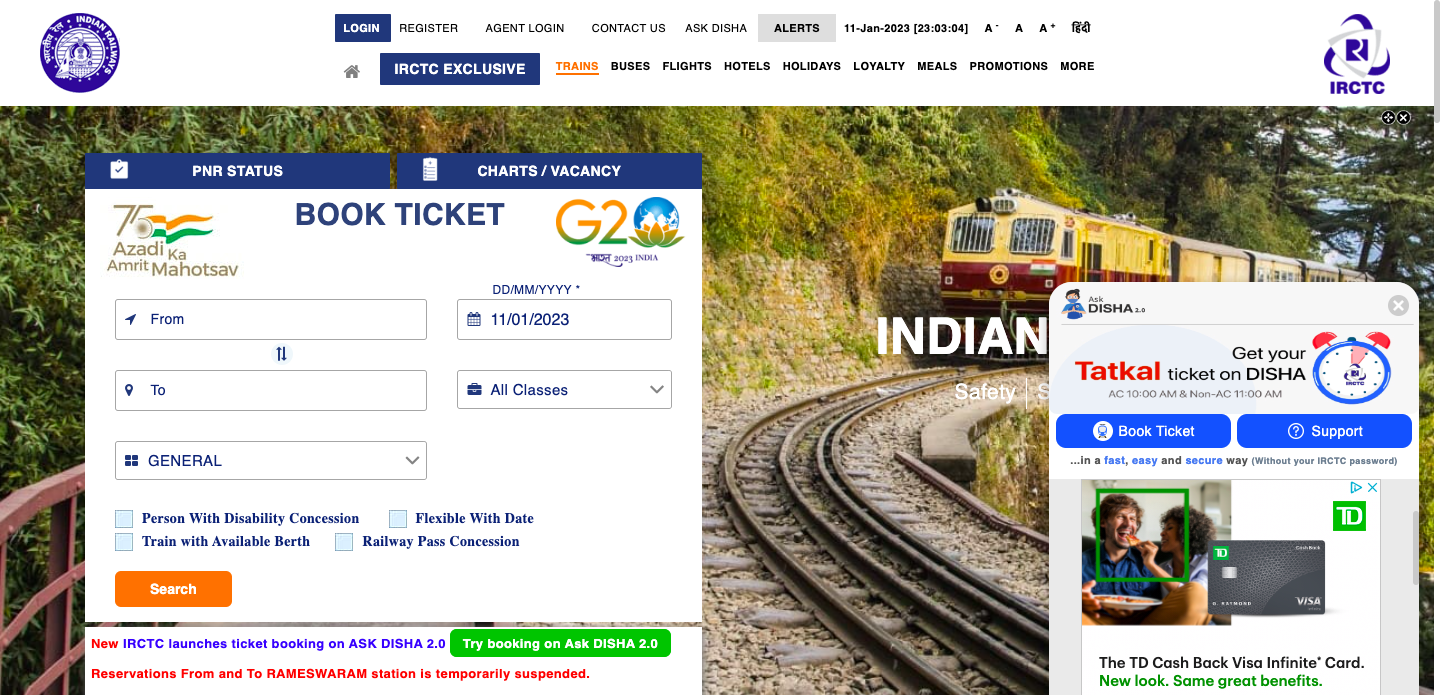 भारतीय रेल INDIAN RAILWAYS
LOGIN REGISTER AGENT LOGIN CONTACT US ASK DISHA ALERTS 11-Jan-2023 [23:03:04] A - A A + हिंदी
IRCTC EXCLUSIVE TRAINS BUSES FLIGHTS HOTELS HOLIDAYS LOYALTY MEALS PROMOTIONS MORE
IRCTC
PNR STATUS CHARTS / VACANCY
BOOK TICKET
75
Azadi Ka
Amrit Mahotsav
G20
भारत 2023 INDIA
DD/MM/YYYY *
From
11/01/2023
To
All Classes
GENERAL
Person With Disability Concession
Flexible With Date
Train with Available Berth
Railway Pass Concession
Search
New IRCTC launches ticket booking on ASK DISHA 2.0 Try booking on Ask DISHA 2.0
Reservations From and To RAMESWARAM station is temporarily suspended.
INDIAN
Safety | S
Ask
DISHA 2.0
Get your
Tatkal ticket on DISHA
AC 10:00 AM & Non-AC 11:00 AM
IRCTC
Book Ticket
Support
...in a fast, easy and secure way (Without your IRCTC password)
TD
TD
Cash Back
G. RAYMOND
VISA
The TD Cash Back Visa Infinite* Card.
New look. Same great benefits.